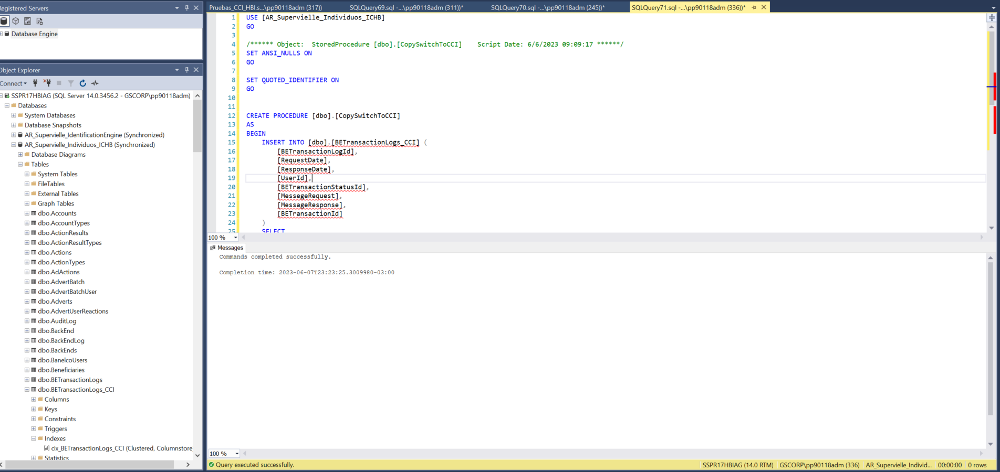 Registered Servers
Database Engine
Object Explorer
Connect
SSPR17HBIAG (SQL Server 14.0.3456.2 - GSCORP\pp90118adm)
Databases
System Databases
Database Snapshots
AR_Supervielle_IdentificationEngine (Synchronized)
AR_Supervielle_Individuos_ICHB (Synchronized)
Database Diagrams
Tables
System Tables
FileTables
External Tables
Graph Tables
dbo.Accounts
dbo.AccountTypes
dbo.ActionResults
dbo.ActionResultTypes
dbo.Actions
dbo.ActionTypes
dbo.AdActions
dbo.AdvertBatch
dbo.AdvertBatchUser
dbo.Adverts
dbo.AdvertUserReactions
dbo.AuditLog
dbo.BackEnd
dbo.BackEndLog
dbo.BackEnds
dbo.BanelcoUsers
dbo.Beneficiaries
dbo.BETransactionLogs
dbo.BETransactionLogs_CCI
Columns
Keys
Constraints
Triggers
Indexes
cix_BETransactionLogs_CCI (Clustered, Columnstore
Statistics
Pruebas_CCI_HBI.s...\pp90118adm (317)) SQLQuery69.sql -...\pp90118adm (311))* SQLQuery70.sql -...\pp90118adm (245))* SQLQuery71.sql -...\pp90118adm (336))*
1 USE [AR_Supervielle_Individuos_ICHB]
2 GO
3
4 /****** Object:  StoredProcedure [dbo].[CopySwitchToCCI]    Script Date: 6/6/2023 09:09:17 ******/
5 SET ANSI_NULLS ON
6 GO
7
8 SET QUOTED_IDENTIFIER ON
9 GO
10
11
12 CREATE PROCEDURE [dbo].[CopySwitchToCCI]
13 AS
14 BEGIN
15 INSERT INTO [dbo].[BETransactionLogs_CCI] (
16 [BETransactionLogId],
17 [RequestDate],
18 [ResponseDate],
19 [UserId],
20 [BETransactionStatusId],
21 [MessegeRequest],
22 [MessageResponse],
23 [BETransactionId]
24 )
25 SELECT
100 %
Messages
Commands completed successfully.
Completion time: 2023-06-07T23:23:25.3009980-03:00
100 %
Query executed successfully. SSPR17HBIAG (14.0 RTM) GSCORP\pp90118adm (336) AR_Supervielle_Individ... 00:00:00 0 rows